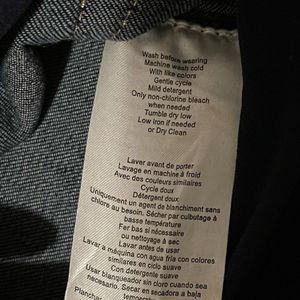 Wash before wearing
Machine wash cold
With like colors
Gentle cycle
Mild detergent
Only non-chlorine bleach
when needed
Tumble dry low
Low iron if needed
or Dry Clean
Laver avant de porter
Lavage en machine à froid
Avec des couleurs similaires
Cycle doux
Détergent doux
Uniquement un agent de blanchiment sans
chlore au besoin. Sécher par culbutage à
basse température
Fer bas si nécessaire
ou nettoyage à sec
Lavar antes de usar
Lavar a máquina con agua fría con colores
similares en ciclo suave
Con detergente suave
Usar blanqueador sin cloro cuando sea
necesario. Secar en secadora a baja
temperatura.
Planchar